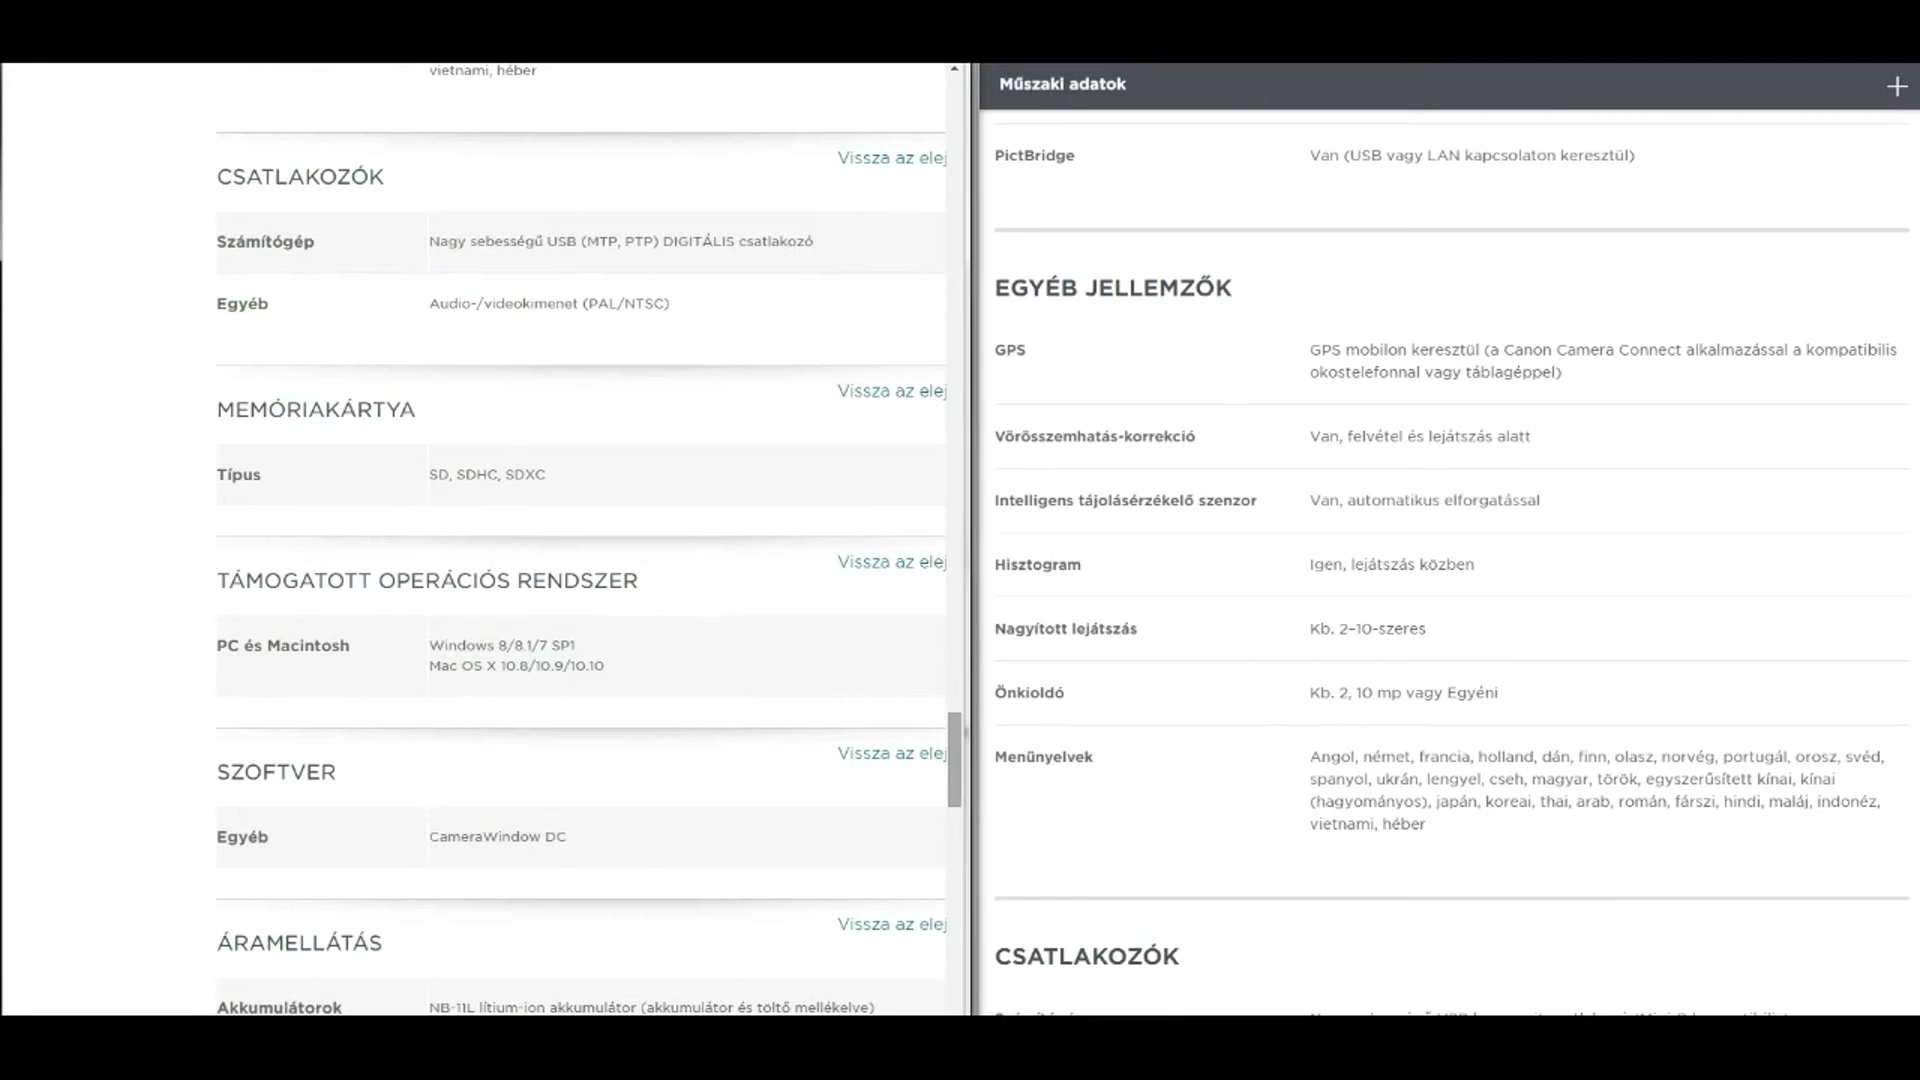 vietnami, héber
Vissza az elej
CSATLAKOZÓK
Számítógép
Nagy sebességű USB (MTP, PTP) DIGITÁLIS csatlakozó
Egyéb
Audio-/videokimenet (PAL/NTSC)
Vissza az elej
MEMÓRIAKÁRTYA
Típus
SD, SDHC, SDXC
Vissza az elej
TÁMOGATOTT OPERÁCIÓS RENDSZER
PC és Macintosh
Windows 8/8.1/7 SP1
Mac OS X 10.8/10.9/10.10
Vissza az elej
SZOFTVER
Egyéb
CameraWindow DC
Vissza az elej
ÁRAMELLÁTÁS
Akkumulátorok
NB-11L lítium-ion akkumulátor (akkumulátor és töltő mellékelve)
Műszaki adatok
PictBridge
Van (USB vagy LAN kapcsolaton keresztül)
EGYÉB JELLEMZŐK
GPS
GPS mobilon keresztül (a Canon Camera Connect alkalmazással a kompatibilis
okostelefonnal vagy táblagéppel)
Vörösszemhatás-korrekció
Van, felvétel és lejátszás alatt
Intelligens tájolásérzékelő szenzor
Van, automatikus elforgatással
Hisztogram
Igen, lejátszás közben
Nagyított lejátszás
Kb. 2–10-szeres
Önkioldó
Kb. 2, 10 mp vagy Egyéni
Menünyelvek
Angol, német, francia, holland, dán, finn, olasz, norvég, portugál, orosz, svéd,
spanyol, ukrán, lengyel, cseh, magyar, török, egyszerűsített kínai, kínai
(hagyományos), japán, koreai, thai, arab, román, fárszi, hindi, maláj, indonéz,
vietnami, héber
CSATLAKOZÓK